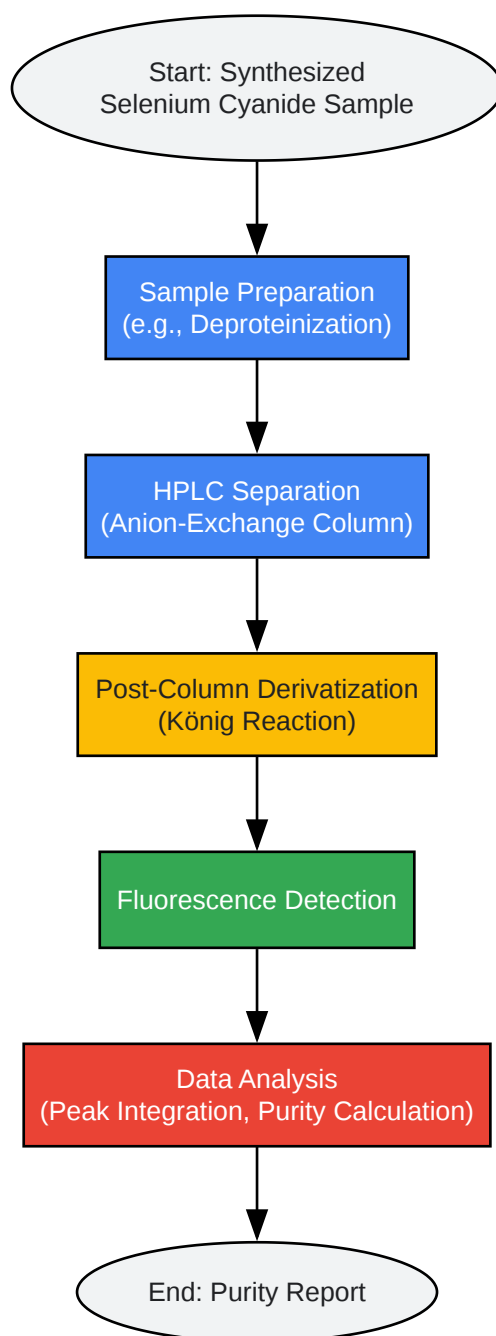 Start: Synthesized
Selenium Cyanide Sample
Sample Preparation
(e.g., Deproteinization)
HPLC Separation
(Anion-Exchange Column)
Post-Column Derivatization
(König Reaction)
Fluorescence Detection
Data Analysis
(Peak Integration, Purity Calculation)
End: Purity Report